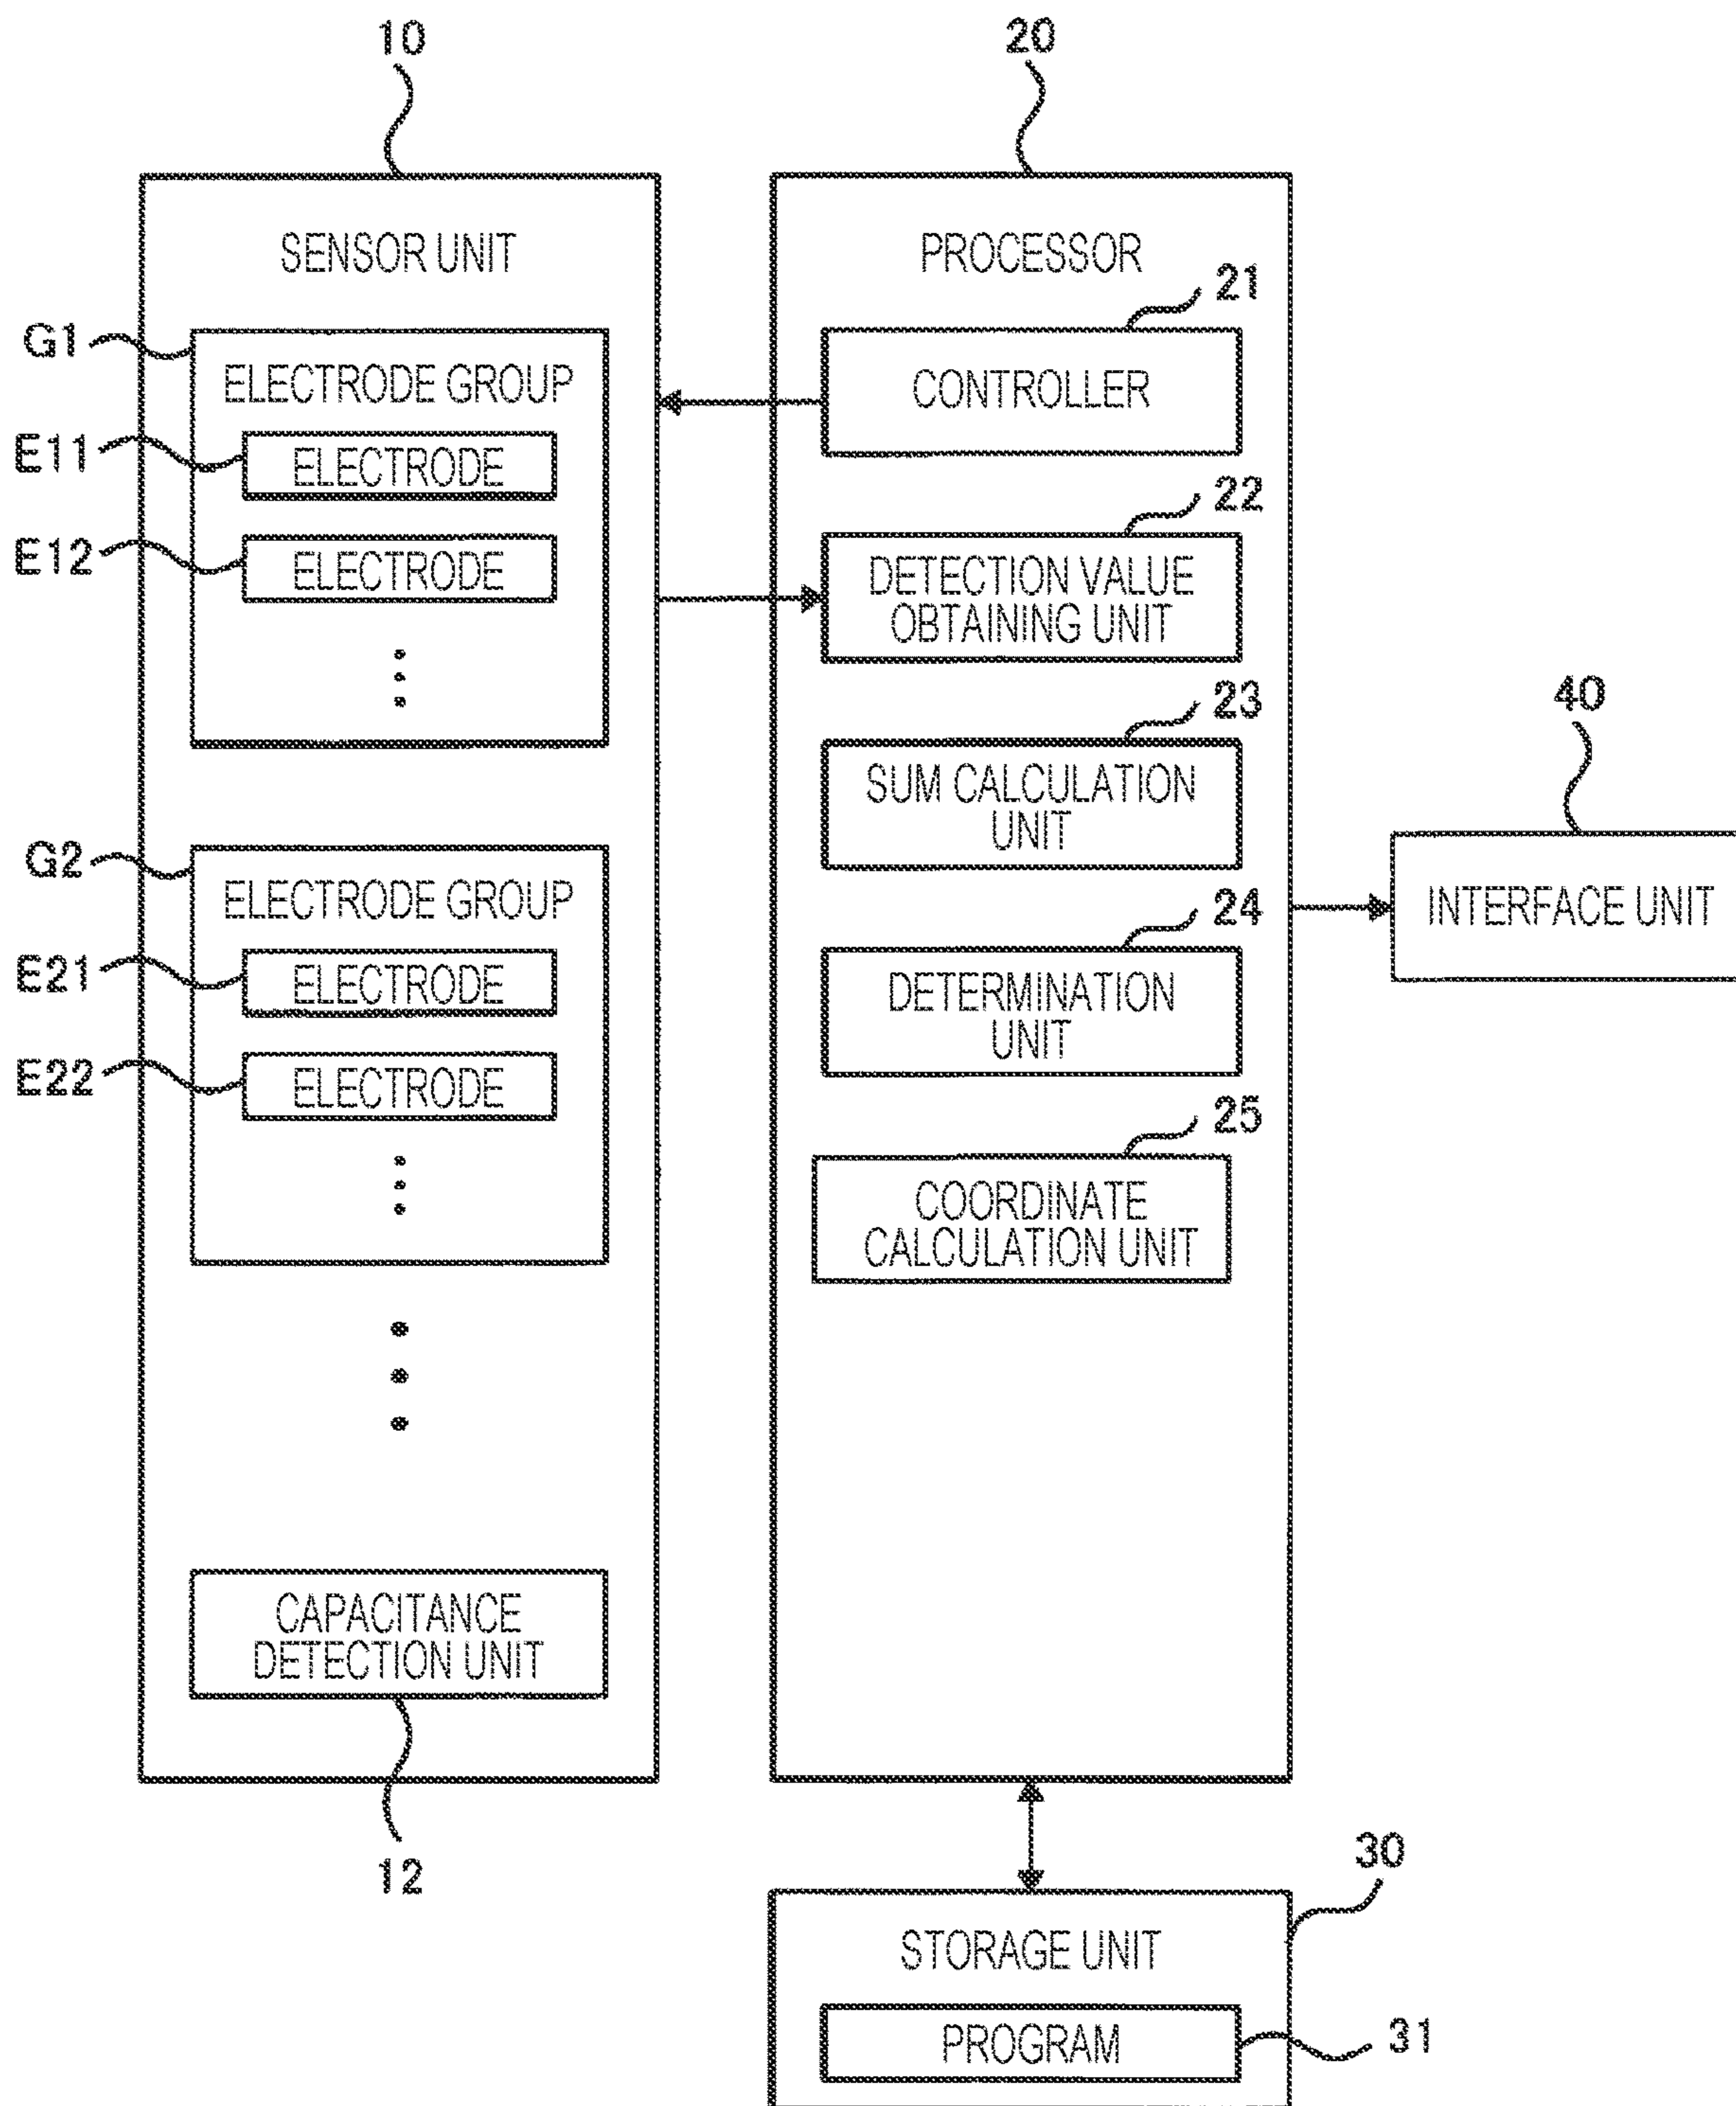 10
20
SENSOR UNIT
PROCESSOR
G1
ELECTRODE GROUP
E11
ELECTRODE
E12
ELECTRODE
21
CONTROLLER
22
DETECTION VALUE
OBTAINING UNIT
23
SUM CALCULATION
UNIT
40
INTERFACE UNIT
G2
ELECTRODE GROUP
E21
ELECTRODE
E22
ELECTRODE
24
DETERMINATION
UNIT
25
COORDINATE
CALCULATION UNIT
CAPACITANCE
DETECTION UNIT
12
30
STORAGE UNIT
PROGRAM
31